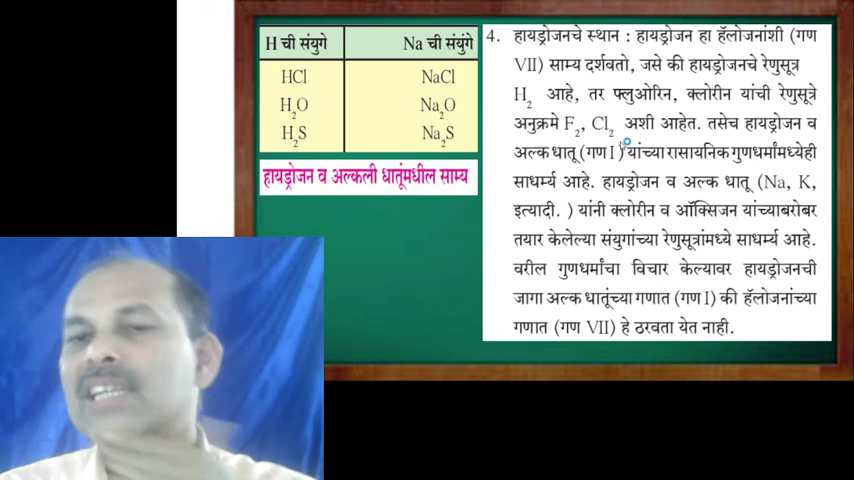 H ची संयुगे Na ची संयुंगे
HCl NaCl
H₂O Na₂O
H₂S Na₂S
हायड्रोजन व अल्कली धातूंमधील साम्य
4. हायड्रोजनचे स्थान : हायड्रोजन हा हॅलोजनांशी (गण
VII) साम्य दर्शवतो, जसे की हायड्रोजनचे रेणुसूत्र
H₂ आहे, तर फ्लुओरिन, क्लोरीन यांची रेणुसूत्रे
अनुक्रमे F₂, Cl₂ अशी आहेत. तसेच हायड्रोजन व
अल्क धातू (गण I) यांच्या रासायनिक गुणधर्मांमध्येही
साधर्म्य आहे. हायड्रोजन व अल्क धातू (Na, K,
इत्यादी. ) यांनी क्लोरीन व ऑक्सिजन यांच्याबरोबर
तयार केलेल्या संयुगांच्या रेणुसूत्रांमध्ये साधर्म्य आहे.
वरील गुणधर्मांचा विचार केल्यावर हायड्रोजनची
जागा अल्क धातूंच्या गणात (गण I) की हॅलोजनांच्या
गणात (गण VII) हे ठरवता येत नाही.